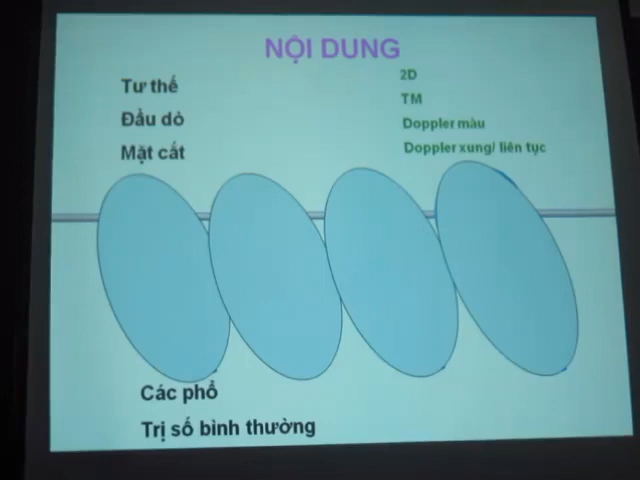 NỘI DUNG
Tư thế
Đầu dò
Mặt cắt
2D
TM
Doppler màu
Doppler xung/ liên tục
Các phổ
Trị số bình thường